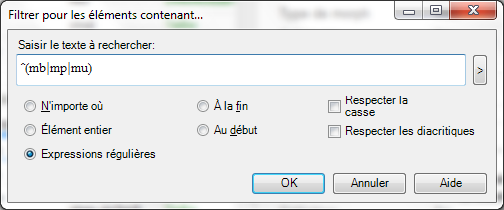 Filtrer pour les éléments contenant...
Saisir le texte à rechercher:
^(mb|mp|mu)
>
N'importe où
À la fin
Respecter la casse
Élément entier
Au début
Respecter les diacritiques
Expressions régulières
OK
Annuler
Aide